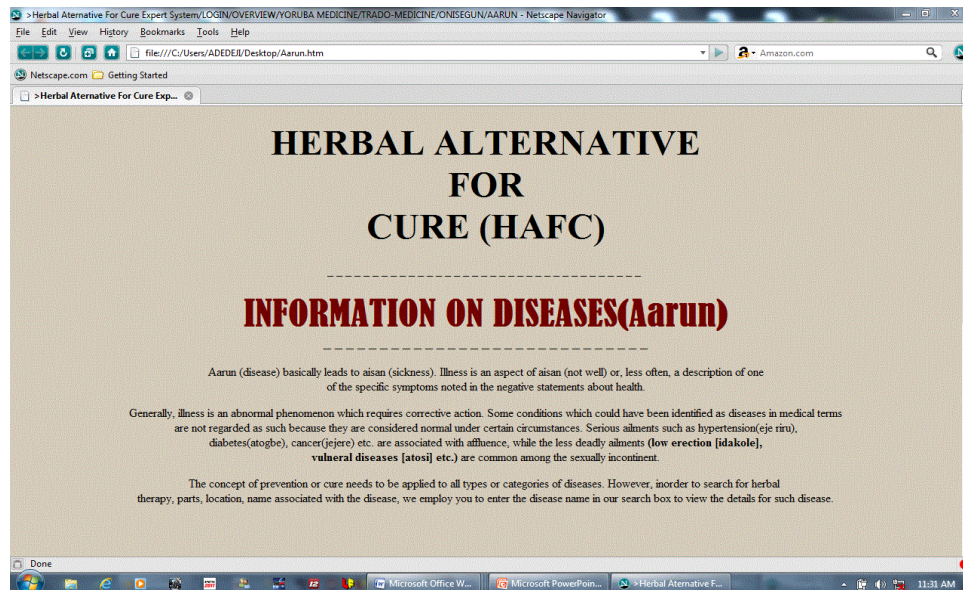 >Herbal Aternative For Cure Expert System/LOGIN/OVERVIEW/YORUBA MEDICINE/TRADO-MEDICINE/ONISEGUN/AARUN - Netscape Navigator
File Edit View History Bookmarks Tools Help
file:///C:/Users/ADEDEJI/Desktop/Aarun.htm
Amazon.com
Netscape.com Getting Started
>Herbal Aternative For Cure Exp...
HERBAL ALTERNATIVE
FOR
CURE (HAFC)
INFORMATION ON DISEASES(Aarun)
Aarun (disease) basically leads to aisan (sickness). Illness is an aspect of aisan (not well) or, less often, a description of one
of the specific symptoms noted in the negative statements about health.
Generally, illness is an abnormal phenomenon which requires corrective action. Some conditions which could have been identified as diseases in medical terms
are not regarded as such because they are considered normal under certain circumstances. Serious ailments such as hypertension(eje riru),
diabetes(atogbe), cancer(jejere) etc. are associated with affluence, while the less deadly ailments (low erection [idakole],
vulneral diseases [atosi] etc.) are common among the sexually incontinent.
The concept of prevention or cure needs to be applied to all types or categories of diseases. However, inorder to search for herbal
therapy, parts, location, name associated with the disease, we employ you to enter the disease name in our search box to view the details for such disease.
Done
Microsoft Office W... Microsoft PowerPoin... >Herbal Aternative F... 11:31 AM